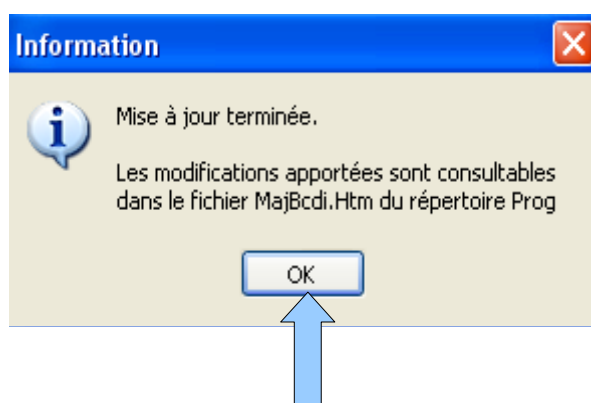 Information
Mise à jour terminée.
Les modifications apportées sont consultables
dans le fichier MajBcdi.Htm du répertoire Prog
OK